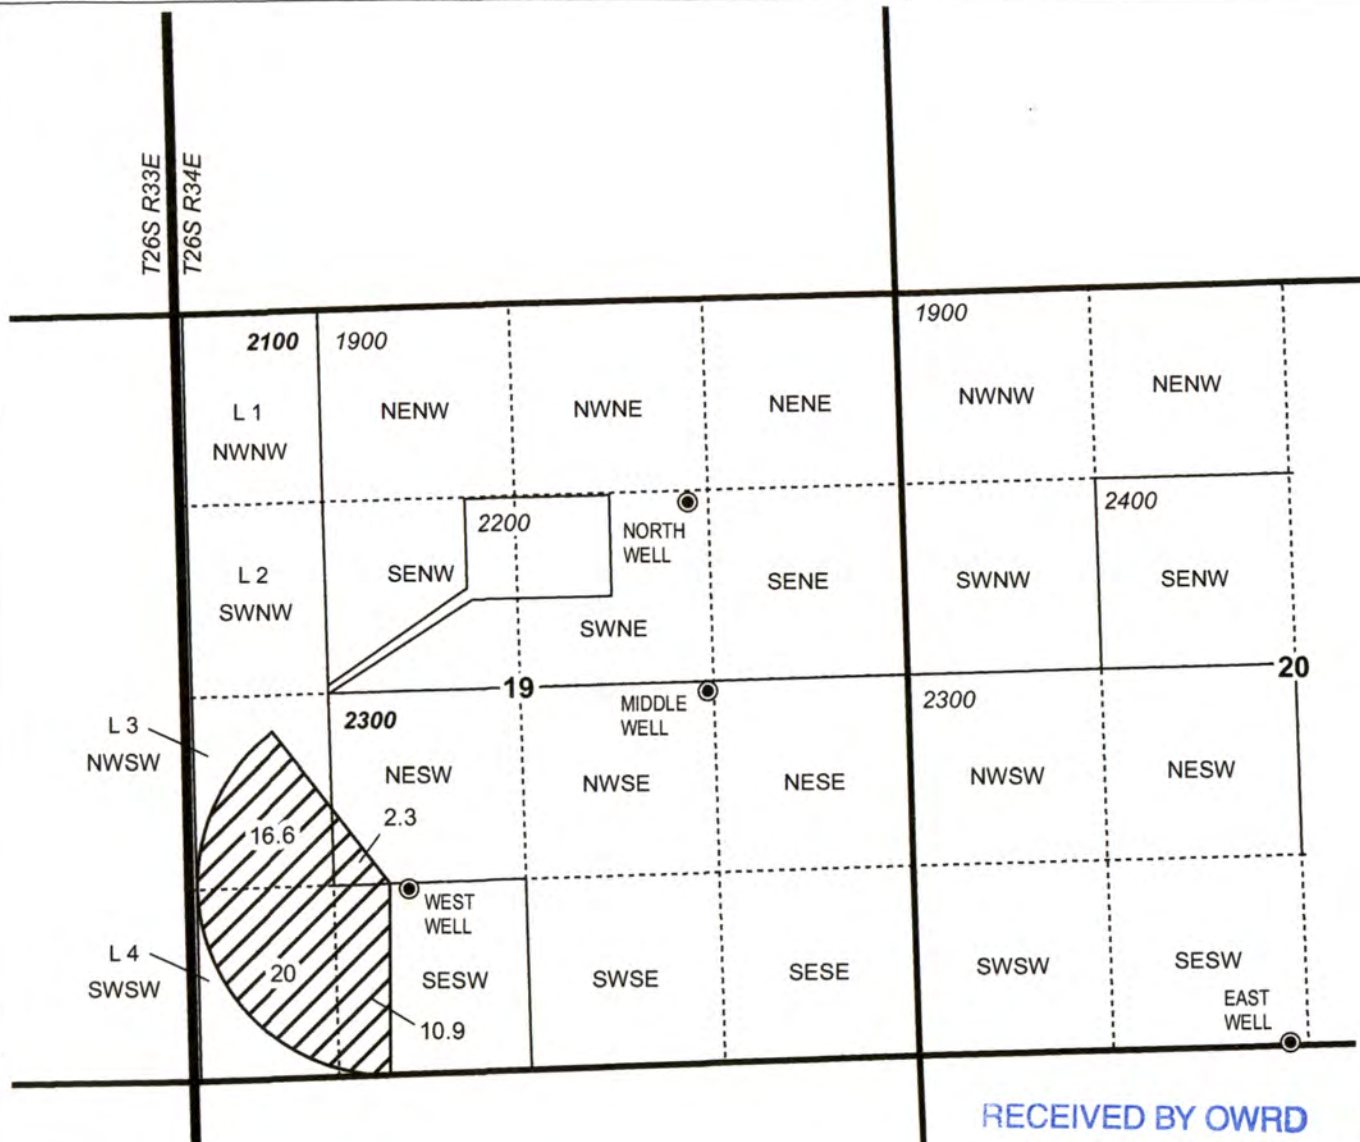 T26S R33E
T26S R34E
2100
1900
1900
L 1
NWNW
NENW
NWNE
NENE
NWNW
NENW
2200
NORTH
WELL
2400
L 2
SWNW
SENW
SWNE
SENE
SWNW
SENW
19
20
2300
MIDDLE
WELL
2300
L 3
NWSW
NESW
NWSE
NESE
NWSW
NESW
16.6
2.3
WEST
WELL
L 4
SWSW
20
SESW
SWSE
SESE
SWSW
SESW
10.9
EAST
WELL
RECEIVED BY OWRD